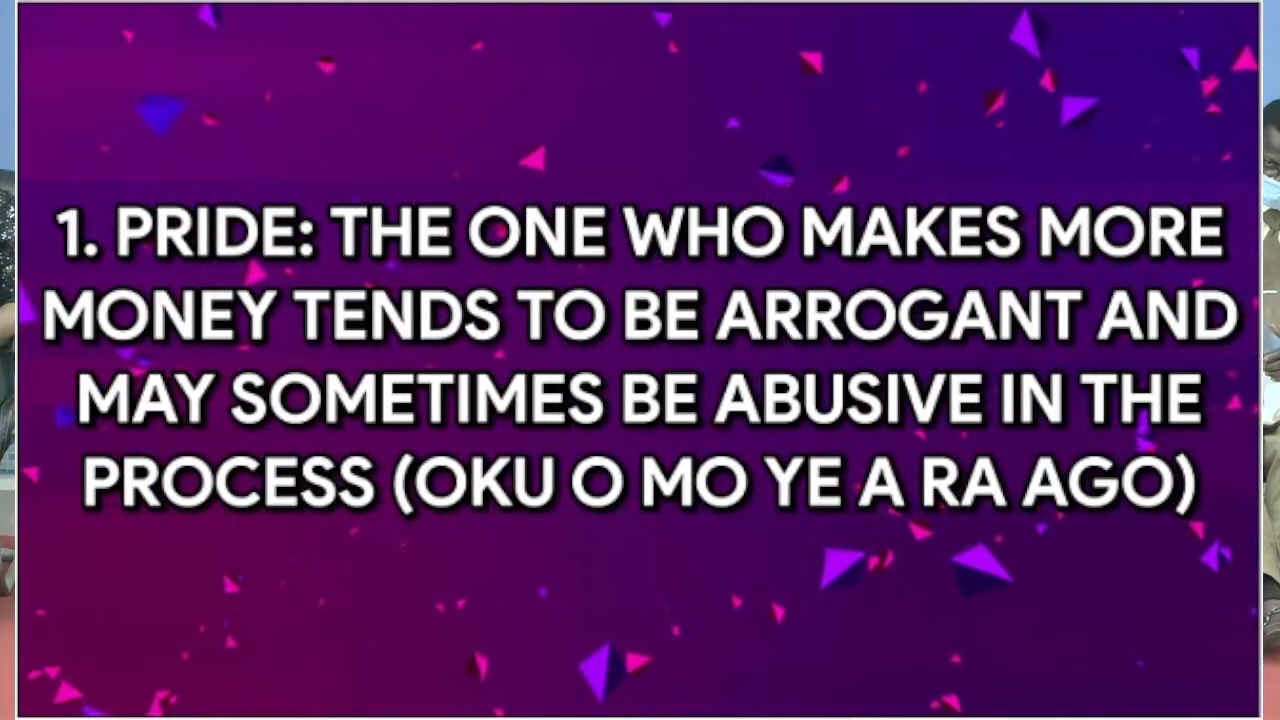 1. PRIDE: THE ONE WHO MAKES MORE
MONEY TENDS TO BE ARROGANT AND
MAY SOMETIMES BE ABUSIVE IN THE
PROCESS (OKU O MO YE A RA AGO)